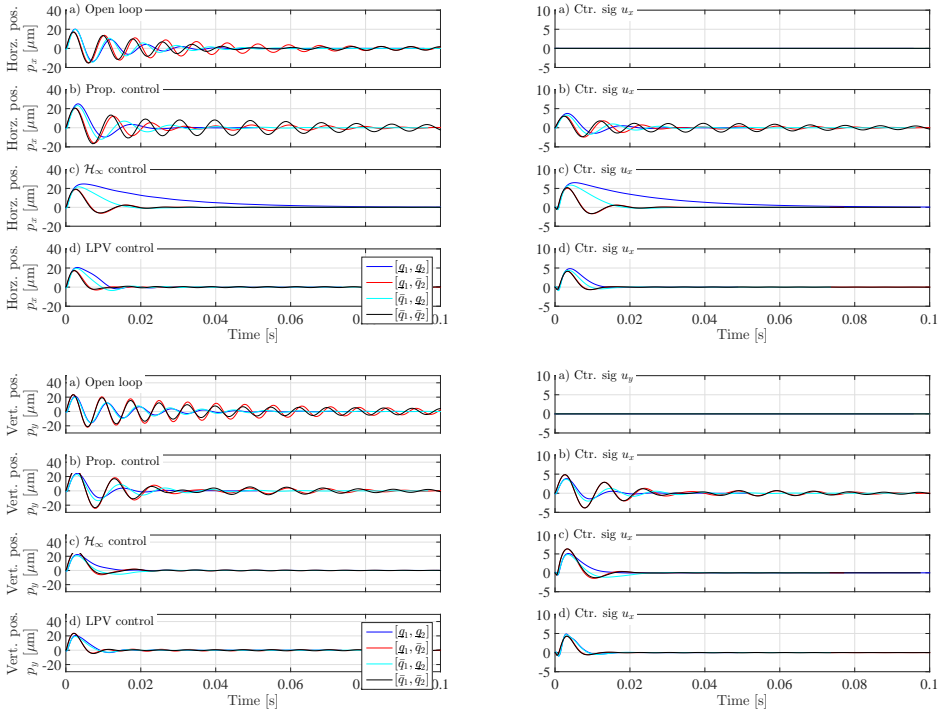 a) Open loop
40
20
0
-20
Horz. pos.
p_x [μm]
b) Prop. control
40
20
0
-20
Horz. pos.
p_x [μm]
c) ℋ∞ control
40
20
0
-20
Horz. pos.
p_x [μm]
d) LPV control
40
20
0
-20
Horz. pos.
p_x [μm]
[q̲₁, q̲₂]
[q̲₁, q̄₂]
[q̄₁, q̲₂]
[q̄₁, q̄₂]
0 0.02 0.04 0.06 0.08 0.1
Time [s]
a) Ctr. sig u_x
10
5
0
-5
b) Ctr. sig u_x
10
5
0
-5
c) Ctr. sig u_x
10
5
0
-5
d) Ctr. sig u_x
10
5
0
-5
0 0.02 0.04 0.06 0.08 0.1
Time [s]
a) Open loop
40
20
0
-20
Vert. pos.
p_y [μm]
b) Prop. control
40
20
0
-20
Vert. pos.
p_y [μm]
c) ℋ∞ control
40
20
0
-20
Vert. pos.
p_y [μm]
d) LPV control
40
20
0
-20
Vert. pos.
p_y [μm]
[q̲₁, q̲₂]
[q̲₁, q̄₂]
[q̄₁, q̲₂]
[q̄₁, q̄₂]
0 0.02 0.04 0.06 0.08 0.1
Time [s]
a) Ctr. sig u_y
10
5
0
-5
b) Ctr. sig u_x
10
5
0
-5
c) Ctr. sig u_x
10
5
0
-5
d) Ctr. sig u_x
10
5
0
-5
0 0.02 0.04 0.06 0.08 0.1
Time [s]